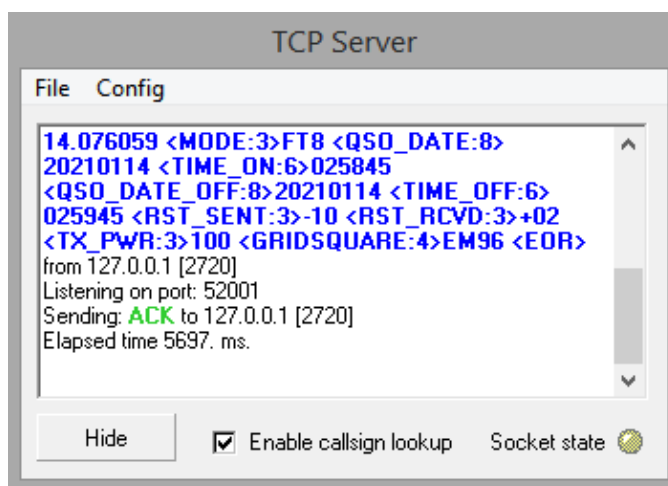 TCP Server
File Config
14.076059 <MODE:3>FT8 <QSO_DATE:8>
20210114 <TIME_ON:6>025845
<QSO_DATE_OFF:8>20210114 <TIME_OFF:6>
025945 <RST_SENT:3>-10 <RST_RCVD:3>+02
<TX_PWR:3>100 <GRIDSQUARE:4>EM96 <EOR>
from 127.0.0.1 [2720]
Listening on port: 52001
Sending: ACK to 127.0.0.1 [2720]
Elapsed time 5697. ms.
Hide Enable callsign lookup Socket state